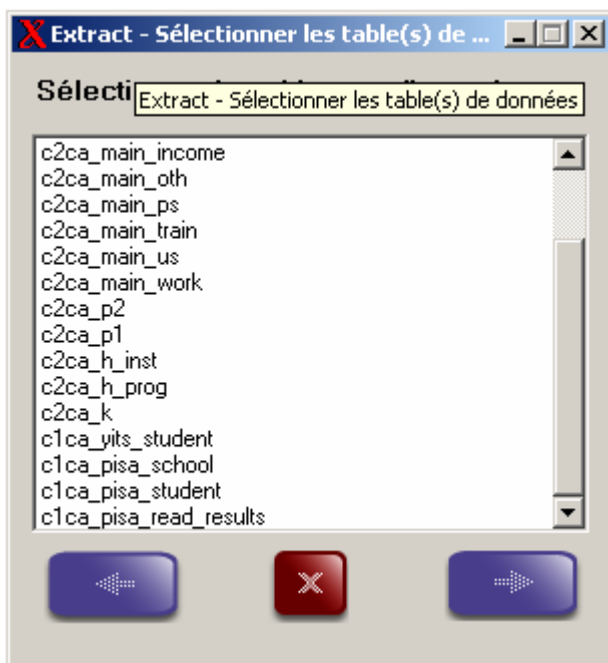 Extract - Sélectionner les table(s) de ...
Sélecti
Extract - Sélectionner les table(s) de données
c2ca_main_income
c2ca_main_oth
c2ca_main_ps
c2ca_main_train
c2ca_main_us
c2ca_main_work
c2ca_p2
c2ca_p1
c2ca_h_inst
c2ca_h_prog
c2ca_k
c1ca_yits_student
c1ca_pisa_school
c1ca_pisa_student
c1ca_pisa_read_results